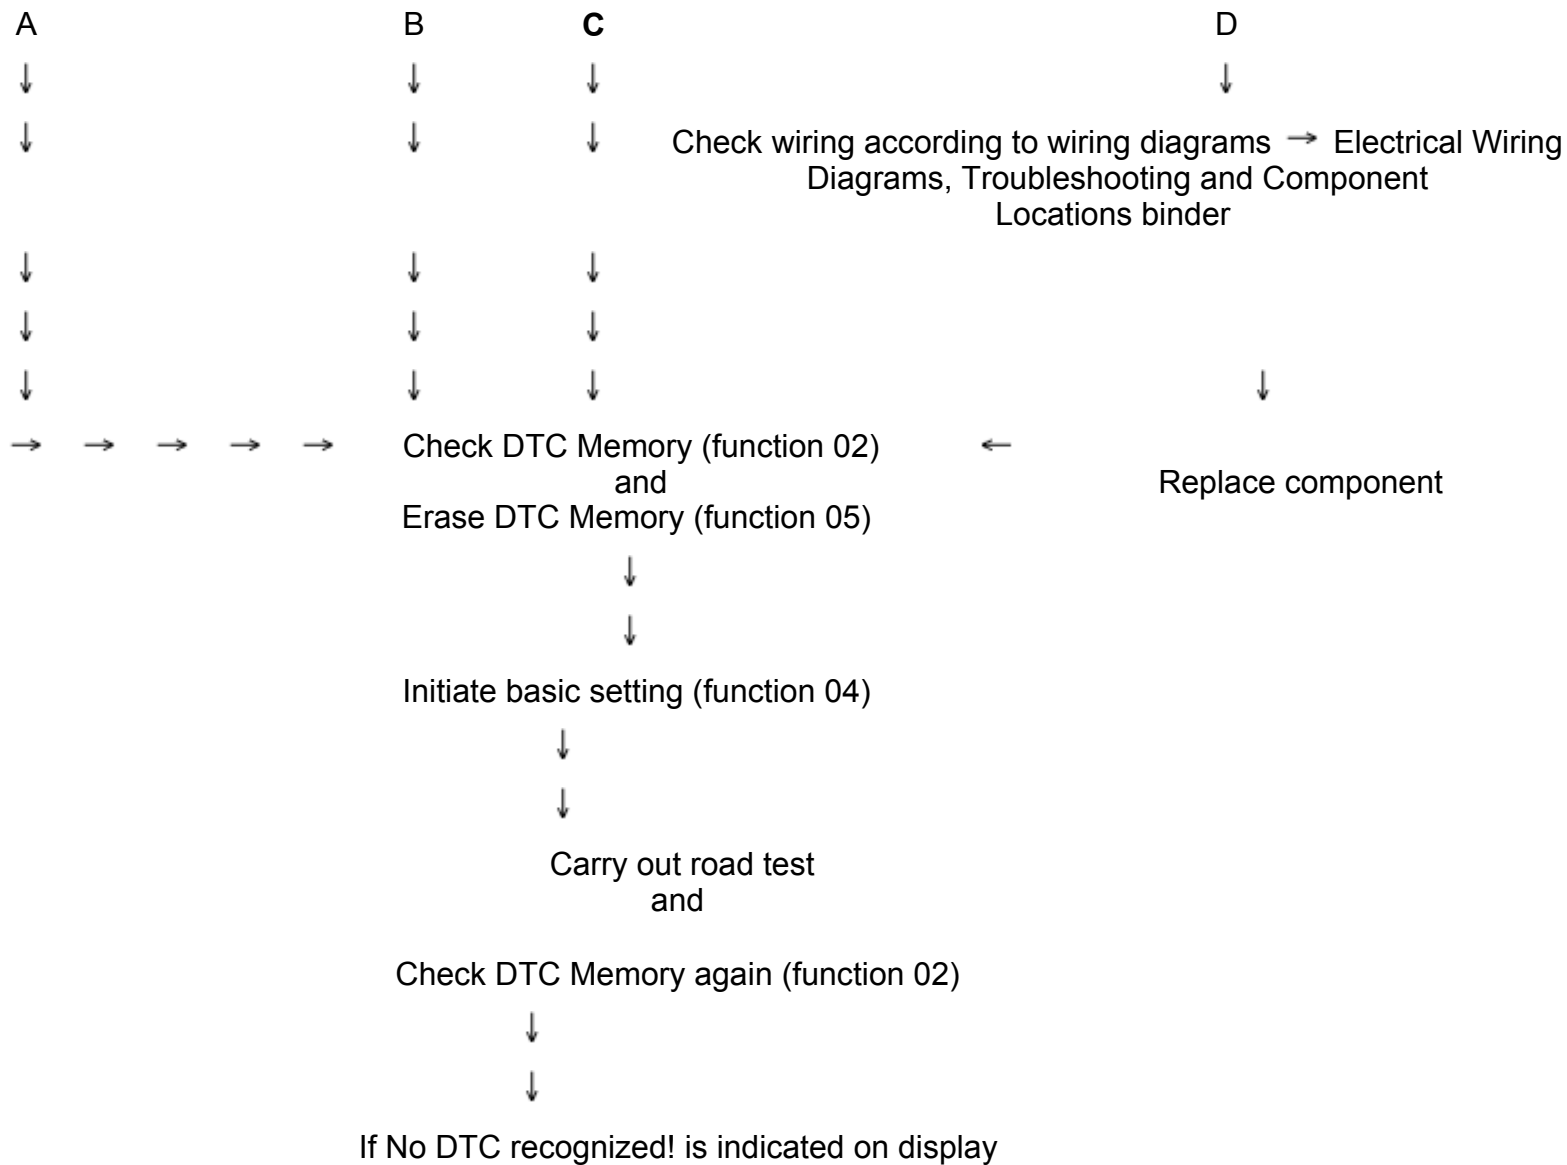 A B C D
↓ ↓ ↓ ↓
↓ ↓ ↓ Check wiring according to wiring diagrams → Electrical Wiring
Diagrams, Troubleshooting and Component
Locations binder
↓ ↓ ↓
↓ ↓ ↓
↓ ↓ ↓ ↓
→ → → → → Check DTC Memory (function 02) ←
and Replace component
Erase DTC Memory (function 05)
↓
↓
Initiate basic setting (function 04)
↓
↓
Carry out road test
and
Check DTC Memory again (function 02)
↓
↓
If No DTC recognized! is indicated on display